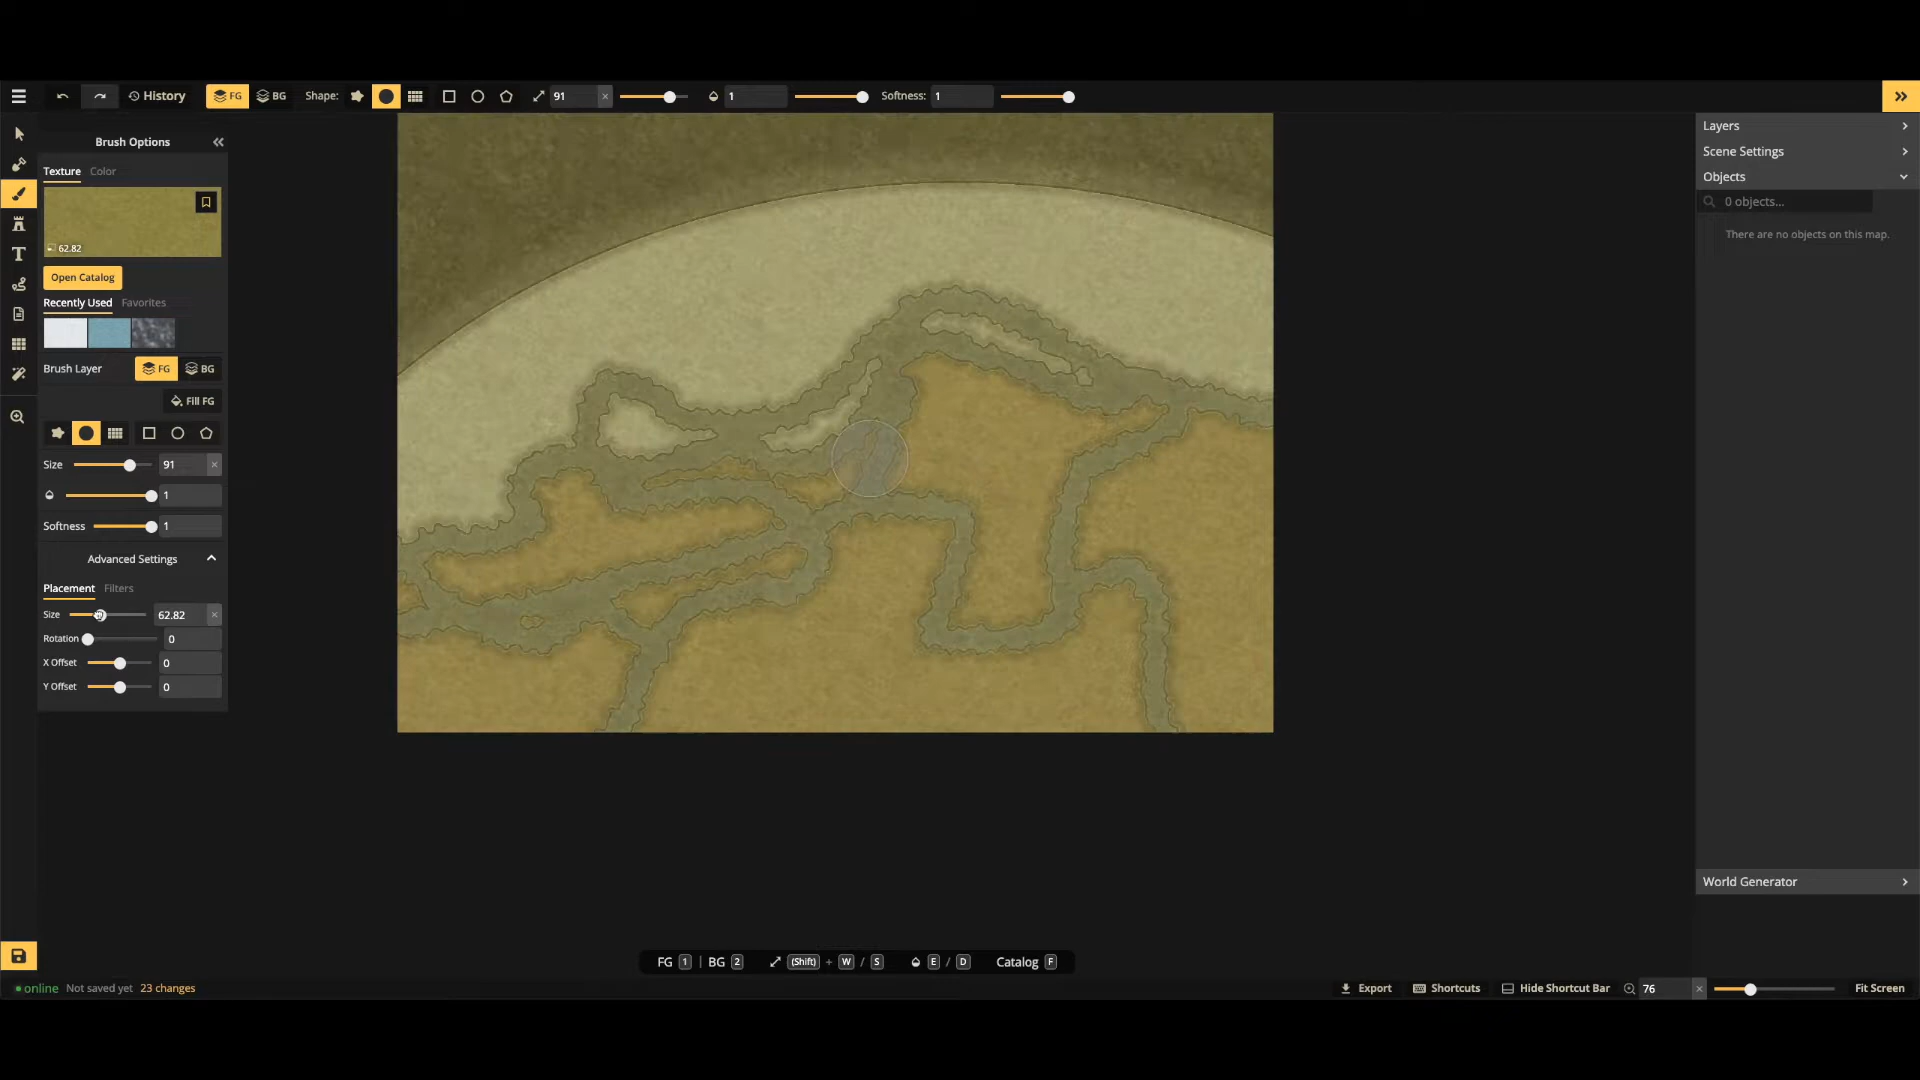 History FG BG Shape: 91 1 Softness: 1
Brush Options
Texture Color
62.82
Open Catalog
Recently Used Favorites
Brush Layer FG BG
Fill FG
Size 91
1
Softness 1
Advanced Settings
Placement Filters
Size 62.82
Rotation 0
X Offset 0
Y Offset 0
Layers
Scene Settings
Objects
0 objects...
There are no objects on this map.
World Generator
FG 1 | BG 2 (Shift) + W / S E / D Catalog F
online Not saved yet 23 changes Export Shortcuts Hide Shortcut Bar 76 Fit Screen